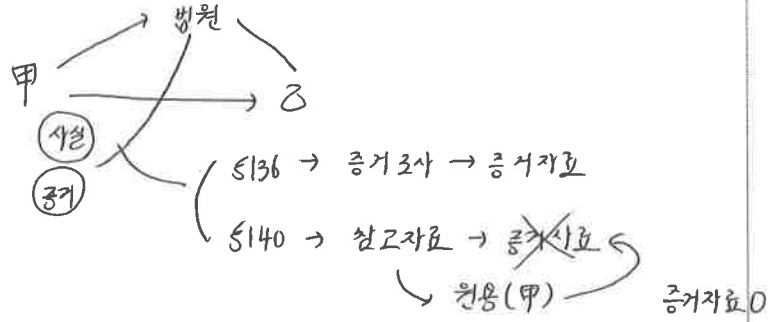 법원
甲
乙
사실
증거
§136 → 증거조사 → 증거자료
§140 → 참고자료 → 증거자료
원용(甲)
증거자료 O